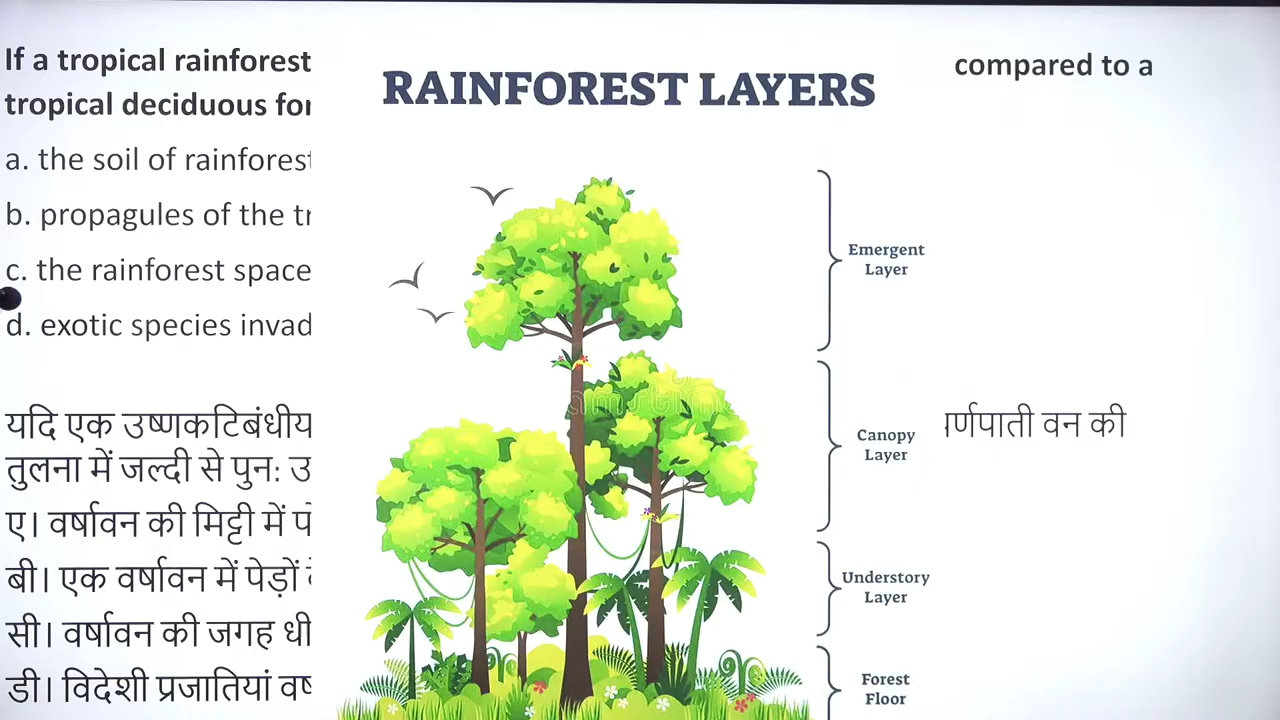 If a tropical rainforest
compared to a
tropical deciduous for
a. the soil of rainforest
b. propagules of the tr
c. the rainforest space
d. exotic species invad
यदि एक उष्णकटिबंधीय
र्णपाती वन की
तुलना में जल्दी से पुन: उ
ए। वर्षावन की मिट्टी में
बी। एक वर्षावन में पेड़ों
सी। वर्षावन की जगह धी
डी। विदेशी प्रजातियां
RAINFOREST LAYERS
Emergent
Layer
Canopy
Layer
Understory
Layer
Forest
Floor